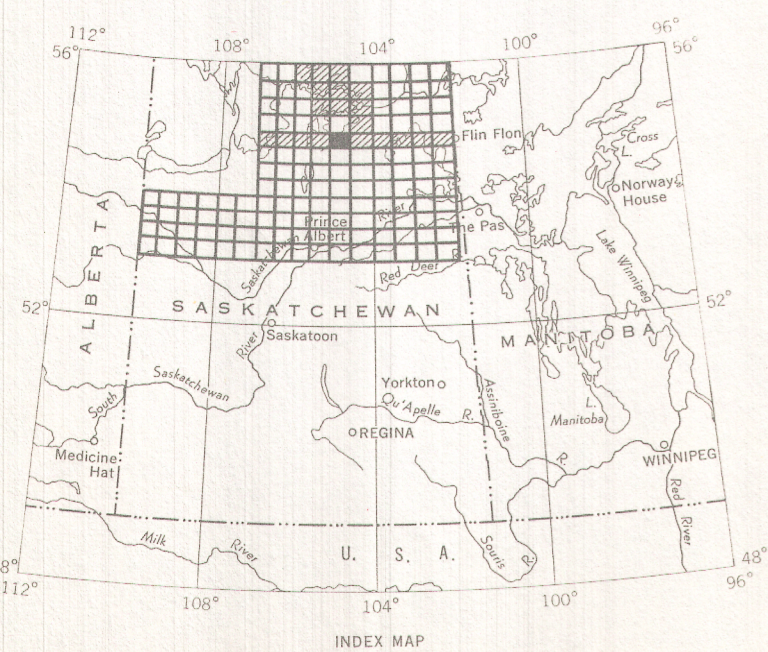 112°
108°
104°
100°
96°
56°
56°
Flin Flon
Cross
L.
Norway
House
River
The Pas
Prince
Albert
Saskatchewan
Red Deer
R.
Lake Winnipeg
ALBERTA
52°
SASKATCHEWAN
52°
MANITOBA
Saskatoon
River
Saskatchewan
South
Yorkton
Qu'Apelle
R.
Assiniboine
R.
L.
Manitoba
REGINA
Medicine
Hat
WINNIPEG
Red
River
Milk
River
U. S. A.
Souris
R.
8°
112°
108°
104°
100°
48°
96°
INDEX MAP